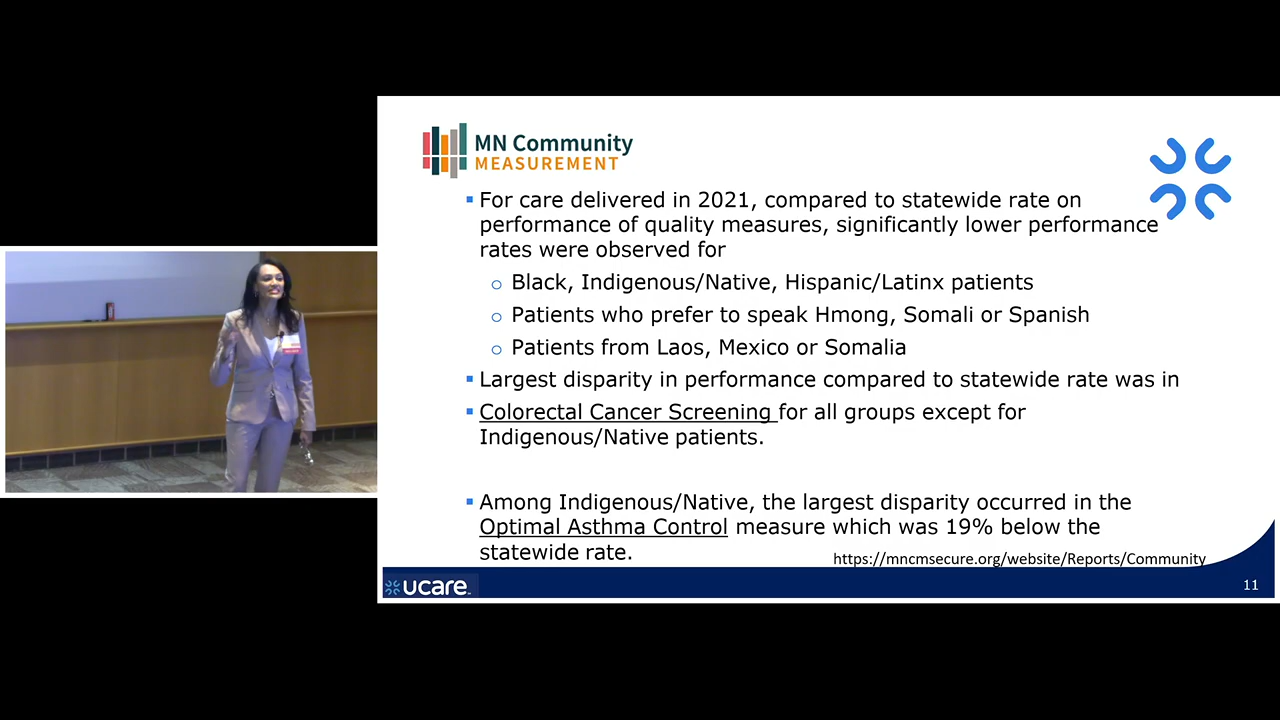 MN Community
MEASUREMENT
▪ For care delivered in 2021, compared to statewide rate on
performance of quality measures, significantly lower performance
rates were observed for
o Black, Indigenous/Native, Hispanic/Latinx patients
o Patients who prefer to speak Hmong, Somali or Spanish
o Patients from Laos, Mexico or Somalia
▪ Largest disparity in performance compared to statewide rate was in
▪ Colorectal Cancer Screening for all groups except for
Indigenous/Native patients.
▪ Among Indigenous/Native, the largest disparity occurred in the
Optimal Asthma Control measure which was 19% below the
statewide rate.
https://mncmsecure.org/website/Reports/Community
ucare
11